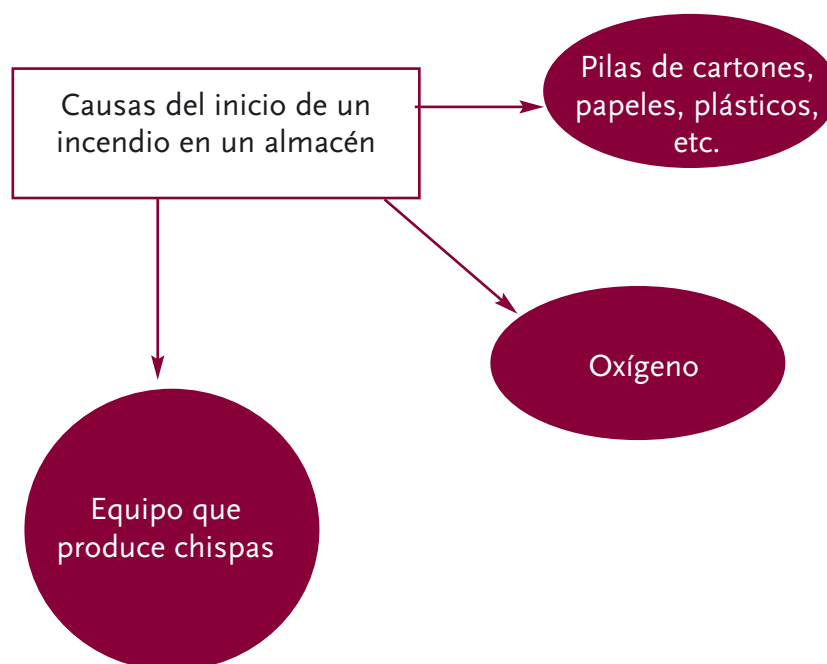 Causas del inicio de un
incendio en un almacén
Pilas de cartones,
papeles, plásticos,
etc.
Oxígeno
Equipo que
produce chispas